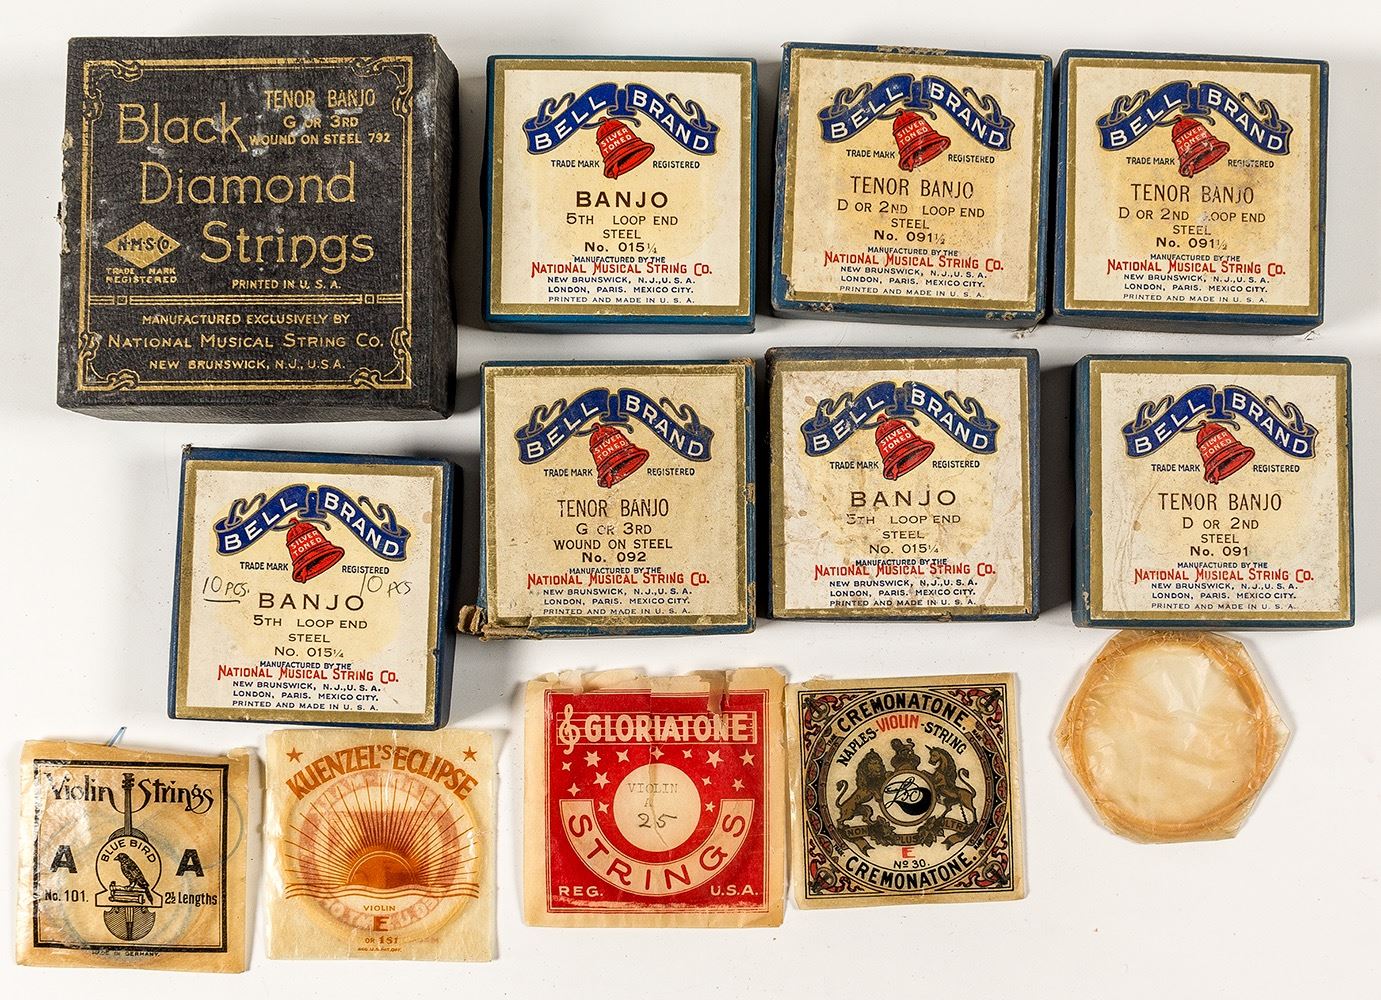 Black
TENOR BANJO
G OR 3RD
WOUND ON STEEL 792
Diamond
N·M·S·Co.
Strings
TRADE MARK
REGISTERED
PRINTED IN U. S. A.
MANUFACTURED EXCLUSIVELY BY
NATIONAL MUSICAL STRING CO.
NEW BRUNSWICK, N.J., U.S.A.
BELL BRAND
SILVER
TONED
TRADE MARK REGISTERED
BANJO
5TH LOOP END
STEEL
No. 015¼
MANUFACTURED BY THE
NATIONAL MUSICAL STRING CO.
NEW BRUNSWICK, N.J.,U.S.A.
LONDON, PARIS. MEXICO CITY.
PRINTED AND MADE IN U. S. A.
BELL BRAND
SILVER
TONED
TRADE MARK REGISTERED
TENOR BANJO
D OR 2ND LOOP END
STEEL
No. 091½
MANUFACTURED BY THE
NATIONAL MUSICAL STRING CO.
NEW BRUNSWICK, N.J.,U.S.A.
LONDON, PARIS. MEXICO CITY.
PRINTED AND MADE IN U. S. A.
BELL BRAND
SILVER
TONED
TRADE MARK REGISTERED
TENOR BANJO
D OR 2ND LOOP END
STEEL
No. 091½
MANUFACTURED BY THE
NATIONAL MUSICAL STRING CO.
NEW BRUNSWICK, N.J.,U.S.A.
LONDON, PARIS. MEXICO CITY.
PRINTED AND MADE IN U. S. A.
BELL BRAND
SILVER
TONED
TRADE MARK REGISTERED
10 PCS. 10 PCS
BANJO
5TH LOOP END
STEEL
No. 015¼
MANUFACTURED BY THE
NATIONAL MUSICAL STRING CO.
NEW BRUNSWICK, N.J.,U.S.A.
LONDON, PARIS. MEXICO CITY.
PRINTED AND MADE IN U. S. A.
BELL BRAND
SILVER
TONED
TRADE MARK REGISTERED
TENOR BANJO
G OR 3RD
WOUND ON STEEL
No. 092
MANUFACTURED BY THE
NATIONAL MUSICAL STRING CO.
NEW BRUNSWICK, N.J.,U.S.A.
LONDON, PARIS. MEXICO CITY.
PRINTED AND MADE IN U. S. A.
BELL BRAND
SILVER
TONED
TRADE MARK REGISTERED
BANJO
5TH LOOP END
STEEL
No. 015¼
MANUFACTURED BY THE
NATIONAL MUSICAL STRING CO.
NEW BRUNSWICK, N.J.,U.S.A.
LONDON, PARIS. MEXICO CITY.
PRINTED AND MADE IN U. S. A.
BELL BRAND
SILVER
TONED
TRADE MARK REGISTERED
TENOR BANJO
D OR 2ND
STEEL
No. 091
MANUFACTURED BY THE
NATIONAL MUSICAL STRING CO.
NEW BRUNSWICK, N.J.,U.S.A.
LONDON, PARIS. MEXICO CITY.
PRINTED AND MADE IN U. S. A.
Violin Strings
A A
BLUE BIRD
No. 101. 2½ Lengths
MADE IN GERMANY.
KUENZEL'S ECLIPSE
VIOLIN
E
OR 1ST
REG. U.S. PAT. OFF.
GLORIATONE
VIOLIN
A
25
STRINGS
REG. U.S.A.
CREMONATONE
NAPLES-VIOLIN-STRING
NON PLUS ULTRA
E
No 30.
CREMONATONE.